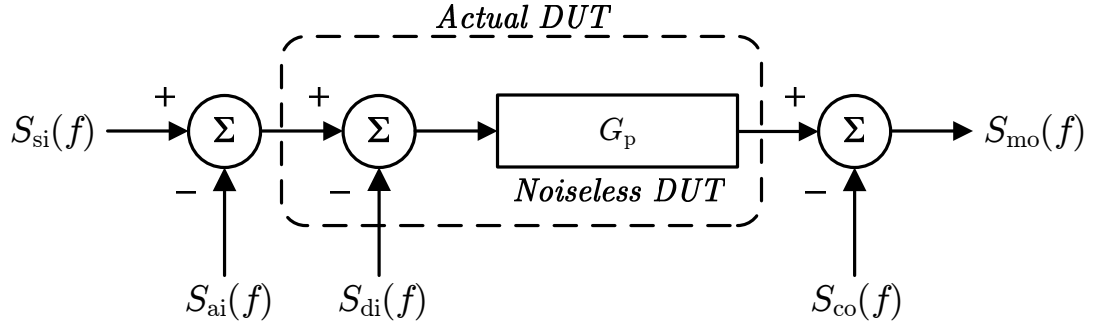 Actual DUT
+ + +
S_si(f) Σ Σ G_p Σ S_mo(f)
− − Noiseless DUT −
S_ai(f) S_di(f) S_co(f)